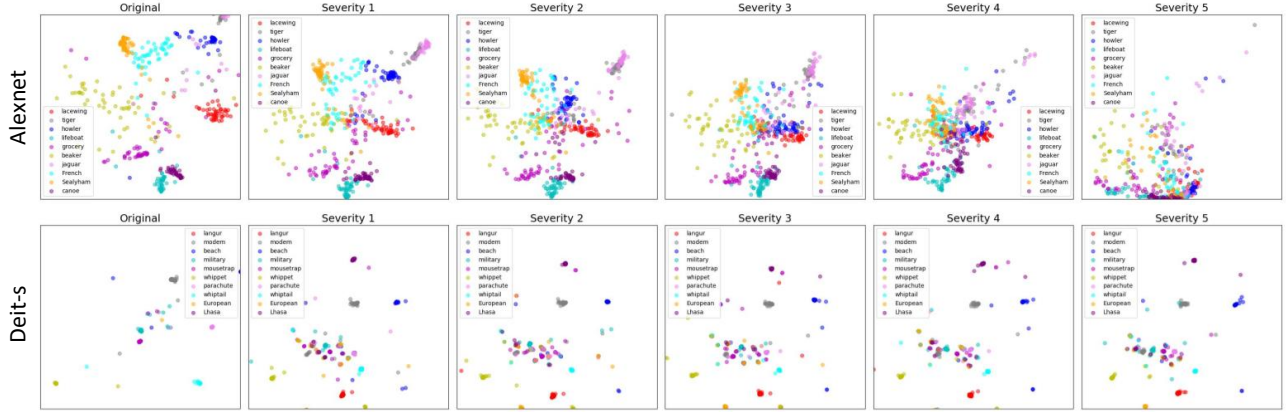 Original
Severity 1
Severity 2
Severity 3
Severity 4
Severity 5
Alexnet
lacewing
tiger
howler
lifeboat
grocery
beaker
jaguar
French
Sealyham
canoe
lacewing
tiger
howler
lifeboat
grocery
beaker
jaguar
French
Sealyham
canoe
lacewing
tiger
howler
lifeboat
grocery
beaker
jaguar
French
Sealyham
canoe
lacewing
tiger
howler
lifeboat
grocery
beaker
jaguar
French
Sealyham
canoe
lacewing
tiger
howler
lifeboat
grocery
beaker
jaguar
French
Sealyham
canoe
lacewing
tiger
howler
lifeboat
grocery
beaker
jaguar
French
Sealyham
canoe
Original
Severity 1
Severity 2
Severity 3
Severity 4
Severity 5
Deit-s
langur
modem
beach
military
mousetrap
whippet
parachute
whiptail
European
Lhasa
langur
modem
beach
military
mousetrap
whippet
parachute
whiptail
European
Lhasa
langur
modem
beach
military
mousetrap
whippet
parachute
whiptail
European
Lhasa
langur
modem
beach
military
mousetrap
whippet
parachute
whiptail
European
Lhasa
langur
modem
beach
military
mousetrap
whippet
parachute
whiptail
European
Lhasa
langur
modem
beach
military
mousetrap
whippet
parachute
whiptail
European
Lhasa